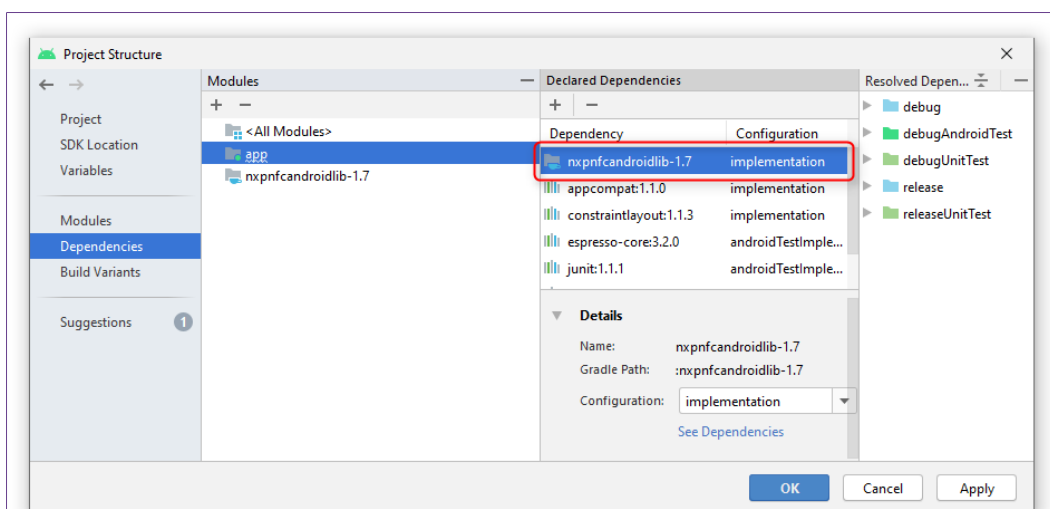 Project Structure
Project
SDK Location
Variables
Modules
Dependencies
Build Variants
Suggestions 1
Modules
<All Modules>
app
nxpnfcandroidlib-1.7
Declared Dependencies
Dependency Configuration
nxpnfcandroidlib-1.7 implementation
appcompat:1.1.0 implementation
constraintlayout:1.1.3 implementation
espresso-core:3.2.0 androidTestImple...
junit:1.1.1 androidTestImple...
Details
Name: nxpnfcandroidlib-1.7
Gradle Path: :nxpnfcandroidlib-1.7
Configuration: implementation
See Dependencies
Resolved Depen...
debug
debugAndroidTest
debugUnitTest
release
releaseUnitTest
OK Cancel Apply